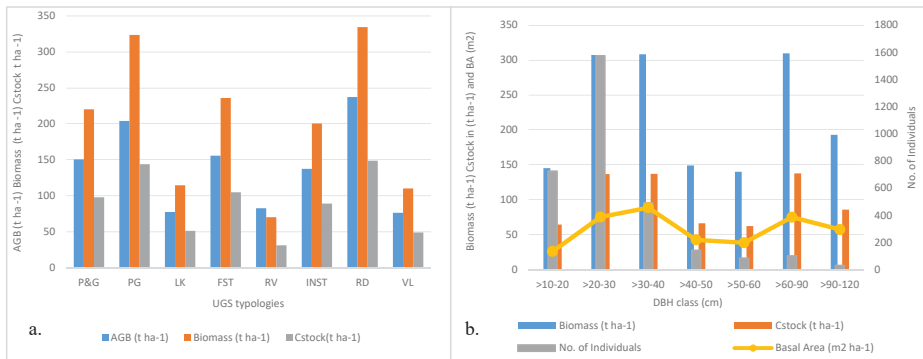 350
300
250
200
150
100
50
0
AGB (t ha -1) Biomass (t ha -1) Cstock t ha -1)
P&G PG LK FST RV INST RD VL
UGS typologies
AGB (t ha-1) Biomass (t ha-1) Cstock(t ha-1)
a.
350
300
250
200
150
100
50
0
Biomass (t ha-1) Cstock in (t ha-1) and BA (m2)
1800
1600
1400
1200
1000
800
600
400
200
0
No. of Individuals
>10-20 >20-30 >30-40 >40-50 >50-60 >60-90 >90-120
DBH class (cm)
Biomass (t ha-1) Cstock (t ha-1)
No. of Individuals Basal Area (m2 ha-1)
b.